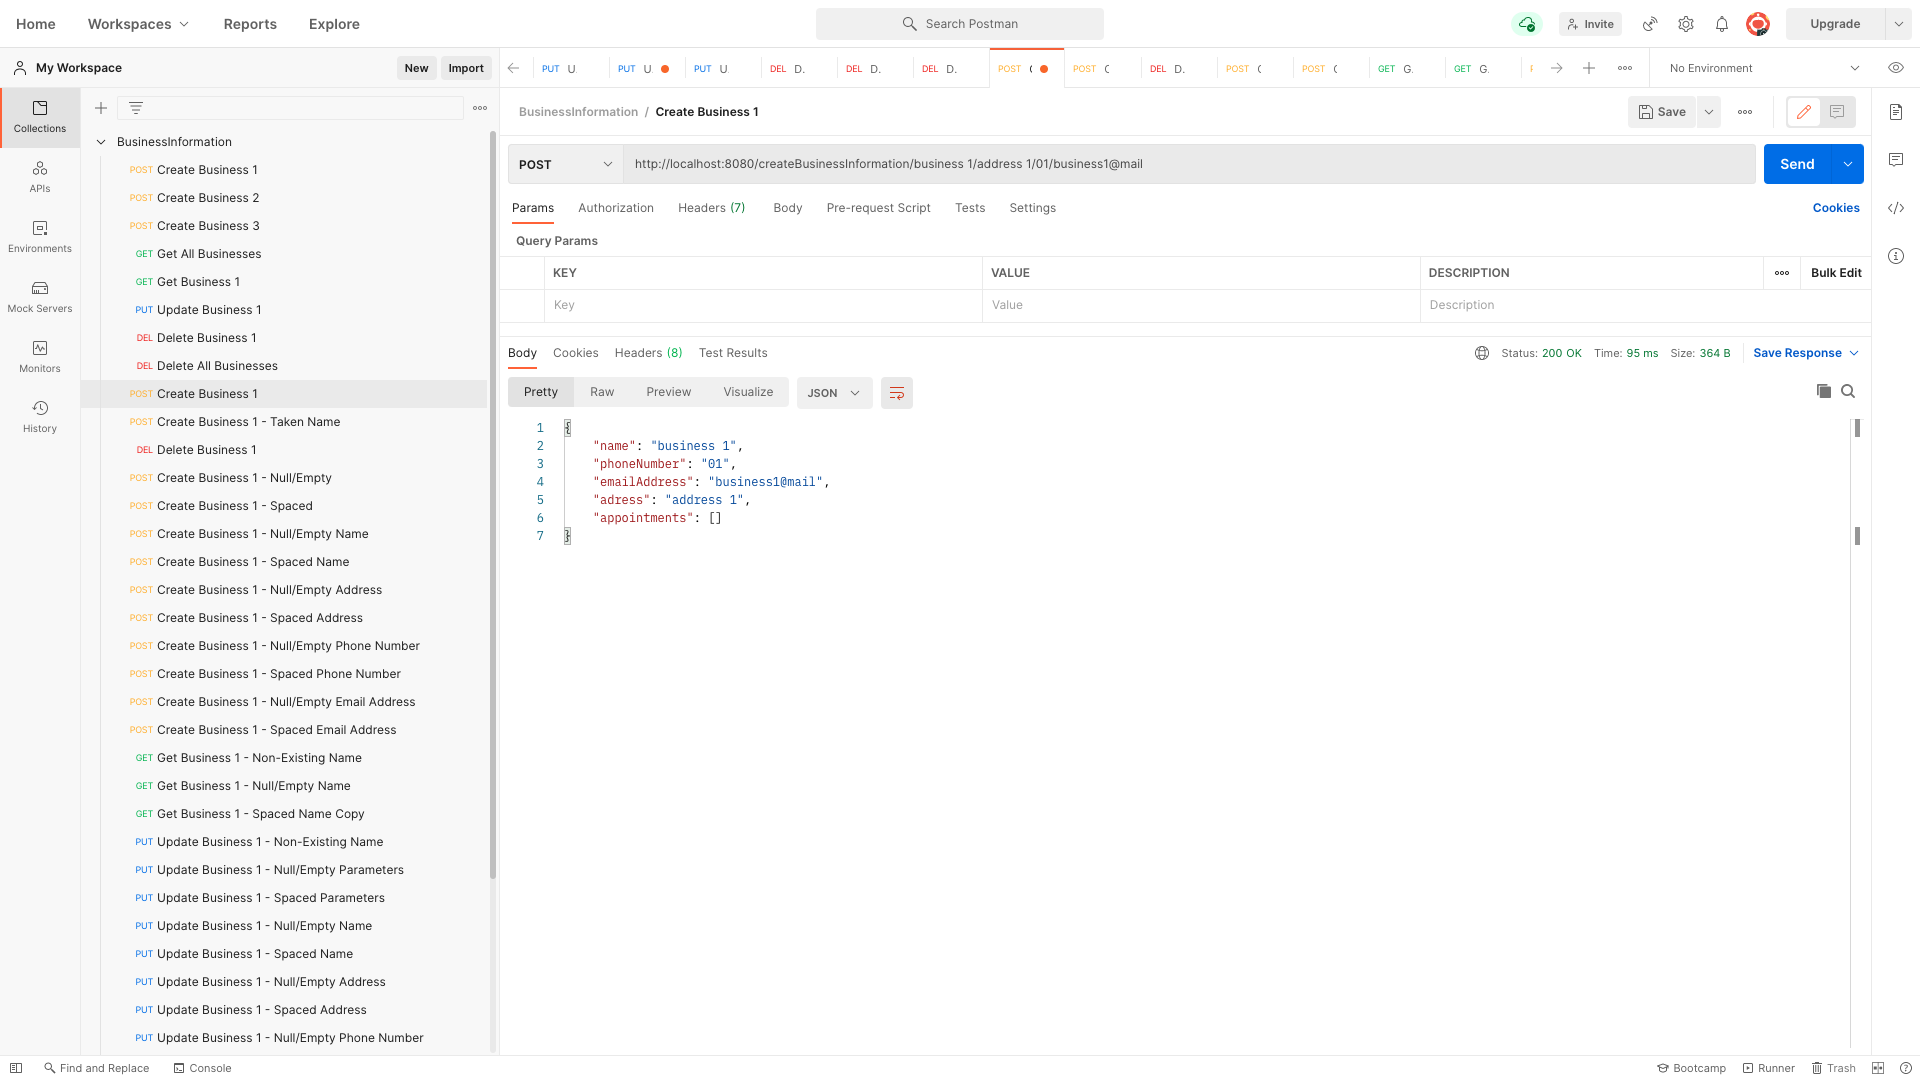 Home Workspaces Reports Explore Search Postman Invite Upgrade
My Workspace New Import
PUT U. PUT U. PUT U. DEL D. DEL D. DEL D. POST POST DEL D. POST POST GET G. GET G. No Environment
Collections
APIs
Environments
Mock Servers
Monitors
History
BusinessInformation
POST Create Business 1
POST Create Business 2
POST Create Business 3
GET Get All Businesses
GET Get Business 1
PUT Update Business 1
DEL Delete Business 1
DEL Delete All Businesses
POST Create Business 1
POST Create Business 1 - Taken Name
DEL Delete Business 1
POST Create Business 1 - Null/Empty
POST Create Business 1 - Spaced
POST Create Business 1 - Null/Empty Name
POST Create Business 1 - Spaced Name
POST Create Business 1 - Null/Empty Address
POST Create Business 1 - Spaced Address
POST Create Business 1 - Null/Empty Phone Number
POST Create Business 1 - Spaced Phone Number
POST Create Business 1 - Null/Empty Email Address
POST Create Business 1 - Spaced Email Address
GET Get Business 1 - Non-Existing Name
GET Get Business 1 - Null/Empty Name
GET Get Business 1 - Spaced Name Copy
PUT Update Business 1 - Non-Existing Name
PUT Update Business 1 - Null/Empty Parameters
PUT Update Business 1 - Spaced Parameters
PUT Update Business 1 - Null/Empty Name
PUT Update Business 1 - Spaced Name
PUT Update Business 1 - Null/Empty Address
PUT Update Business 1 - Spaced Address
PUT Update Business 1 - Null/Empty Phone Number
BusinessInformation / Create Business 1 Save
POST http://localhost:8080/createBusinessInformation/business 1/address 1/01/business1@mail Send
Params Authorization Headers (7) Body Pre-request Script Tests Settings Cookies
Query Params
KEY VALUE DESCRIPTION Bulk Edit
Key Value Description
Body Cookies Headers (8) Test Results Status: 200 OK Time: 95 ms Size: 364 B Save Response
Pretty Raw Preview Visualize JSON
1 {
2 "name": "business 1",
3 "phoneNumber": "01",
4 "emailAddress": "business1@mail",
5 "adress": "address 1",
6 "appointments": []
7 }
Find and Replace Console Bootcamp Runner Trash